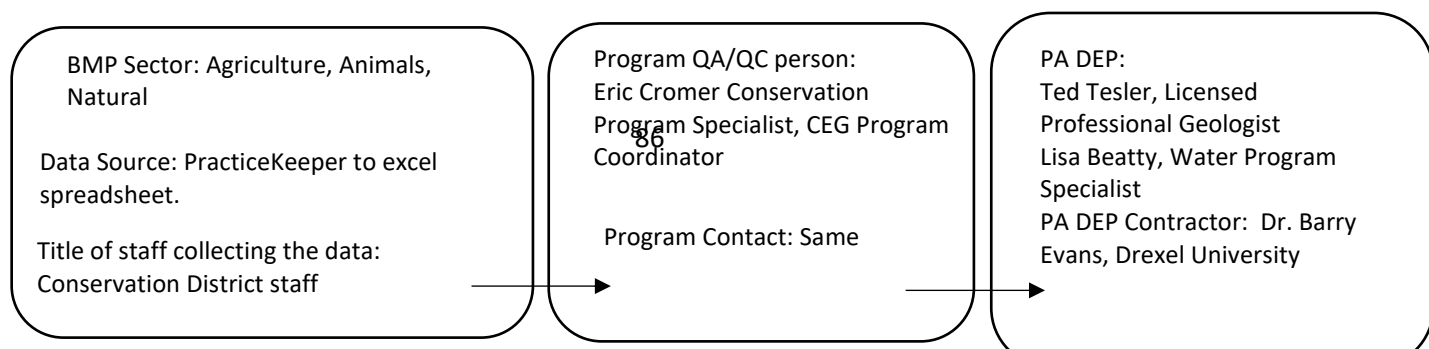 BMP Sector: Agriculture, Animals,
Natural
Data Source: PracticeKeeper to excel
spreadsheet.
Title of staff collecting the data:
Conservation District staff
Program QA/QC person:
Eric Cromer Conservation
Program Specialist, CEG Program
86
Coordinator
Program Contact: Same
PA DEP:
Ted Tesler, Licensed
Professional Geologist
Lisa Beatty, Water Program
Specialist
PA DEP Contractor:  Dr. Barry
Evans, Drexel University